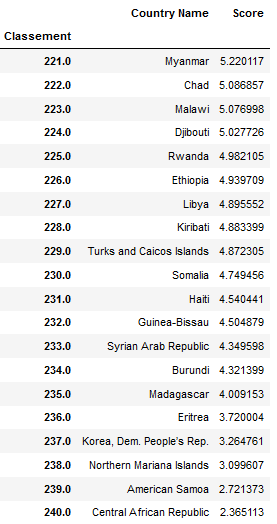 Country Name Score
Classement
221.0 Myanmar 5.220117
222.0 Chad 5.086857
223.0 Malawi 5.076998
224.0 Djibouti 5.027726
225.0 Rwanda 4.982105
226.0 Ethiopia 4.939709
227.0 Libya 4.895552
228.0 Kiribati 4.883399
229.0 Turks and Caicos Islands 4.872305
230.0 Somalia 4.749456
231.0 Haiti 4.540441
232.0 Guinea-Bissau 4.504879
233.0 Syrian Arab Republic 4.349598
234.0 Burundi 4.321399
235.0 Madagascar 4.009153
236.0 Eritrea 3.720004
237.0 Korea, Dem. People's Rep. 3.264761
238.0 Northern Mariana Islands 3.099607
239.0 American Samoa 2.721373
240.0 Central African Republic 2.365113